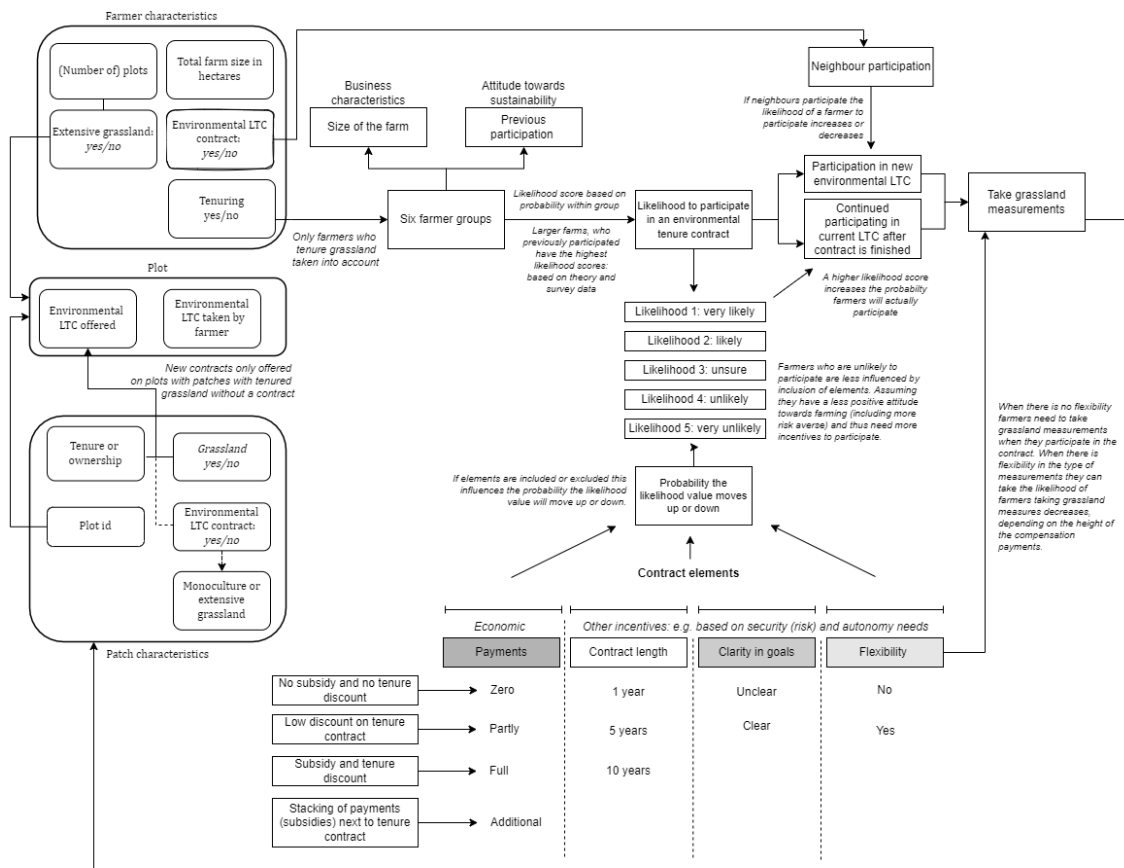 Farmer characteristics
(Number of) plots
Total farm size in
hectares
Extensive grassland:
yes/no
Environmental LTC
contract:
yes/no
Tenuring
yes/no
Business
characteristics
Size of the farm
Attitude towards
sustainability
Previous
participation
Neighbour participation
If neighbours participate the
likelihood of a farmer to
participate increases or
decreases
Only farmers who
tenure grassland
taken into account
Six farmer groups
Likelihood score based on
probability within group
Larger farms, who
previously participated
have the highest
likelihood scores:
based on theory and
survey data
Likelihood to participate
in an environmental
tenure contract
Participation in new
environmental LTC
Continued
participating in
current LTC after
contract is finished
Take grassland
measurements
A higher likelihood score
increases the probabilty
farmers will actually
participate
Plot
Environmental
LTC offered
Environmental
LTC taken by
farmer
New contracts only offered
on plots with patches with tenured
grassland without a contract
Likelihood 1: very likely
Likelihood 2: likely
Likelihood 3: unsure
Likelihood 4: unlikely
Likelihood 5: very unlikely
Farmers who are unlikely to
participate are less influenced by
inclusion of elements. Assuming
they have a less positive attitude
towards farming (including more
risk averse) and thus need more
incentives to participate.
When there is no flexibility
farmers need to take
grassland measurements
when they participate in the
contract. When there is
flexibility in the type of
measurements they can
take the likelihood of
farmers taking grassland
measures decreases,
depending on the height of
the compensation
payments.
Tenure or
ownership
Grassland
yes/no
Plot id
Environmental
LTC contract:
yes/no
Monoculture or
extensive
grassland
Patch characteristics
If elements are included or excluded this
influences the probability the likelihood
value will move up or down.
Probability
the likelihood
value moves
up or down
Contract elements
Economic
Other incentives: e.g. based on security (risk) and autonomy needs
Payments
Contract length
Clarity in goals
Flexibility
No subsidy and no tenure
discount
Zero
1 year
Unclear
No
Low discount on tenure
contract
Partly
5 years
Clear
Yes
Subsidy and tenure
discount
Full
10 years
Stacking of payments
(subsidies) next to tenure
contract
Additional